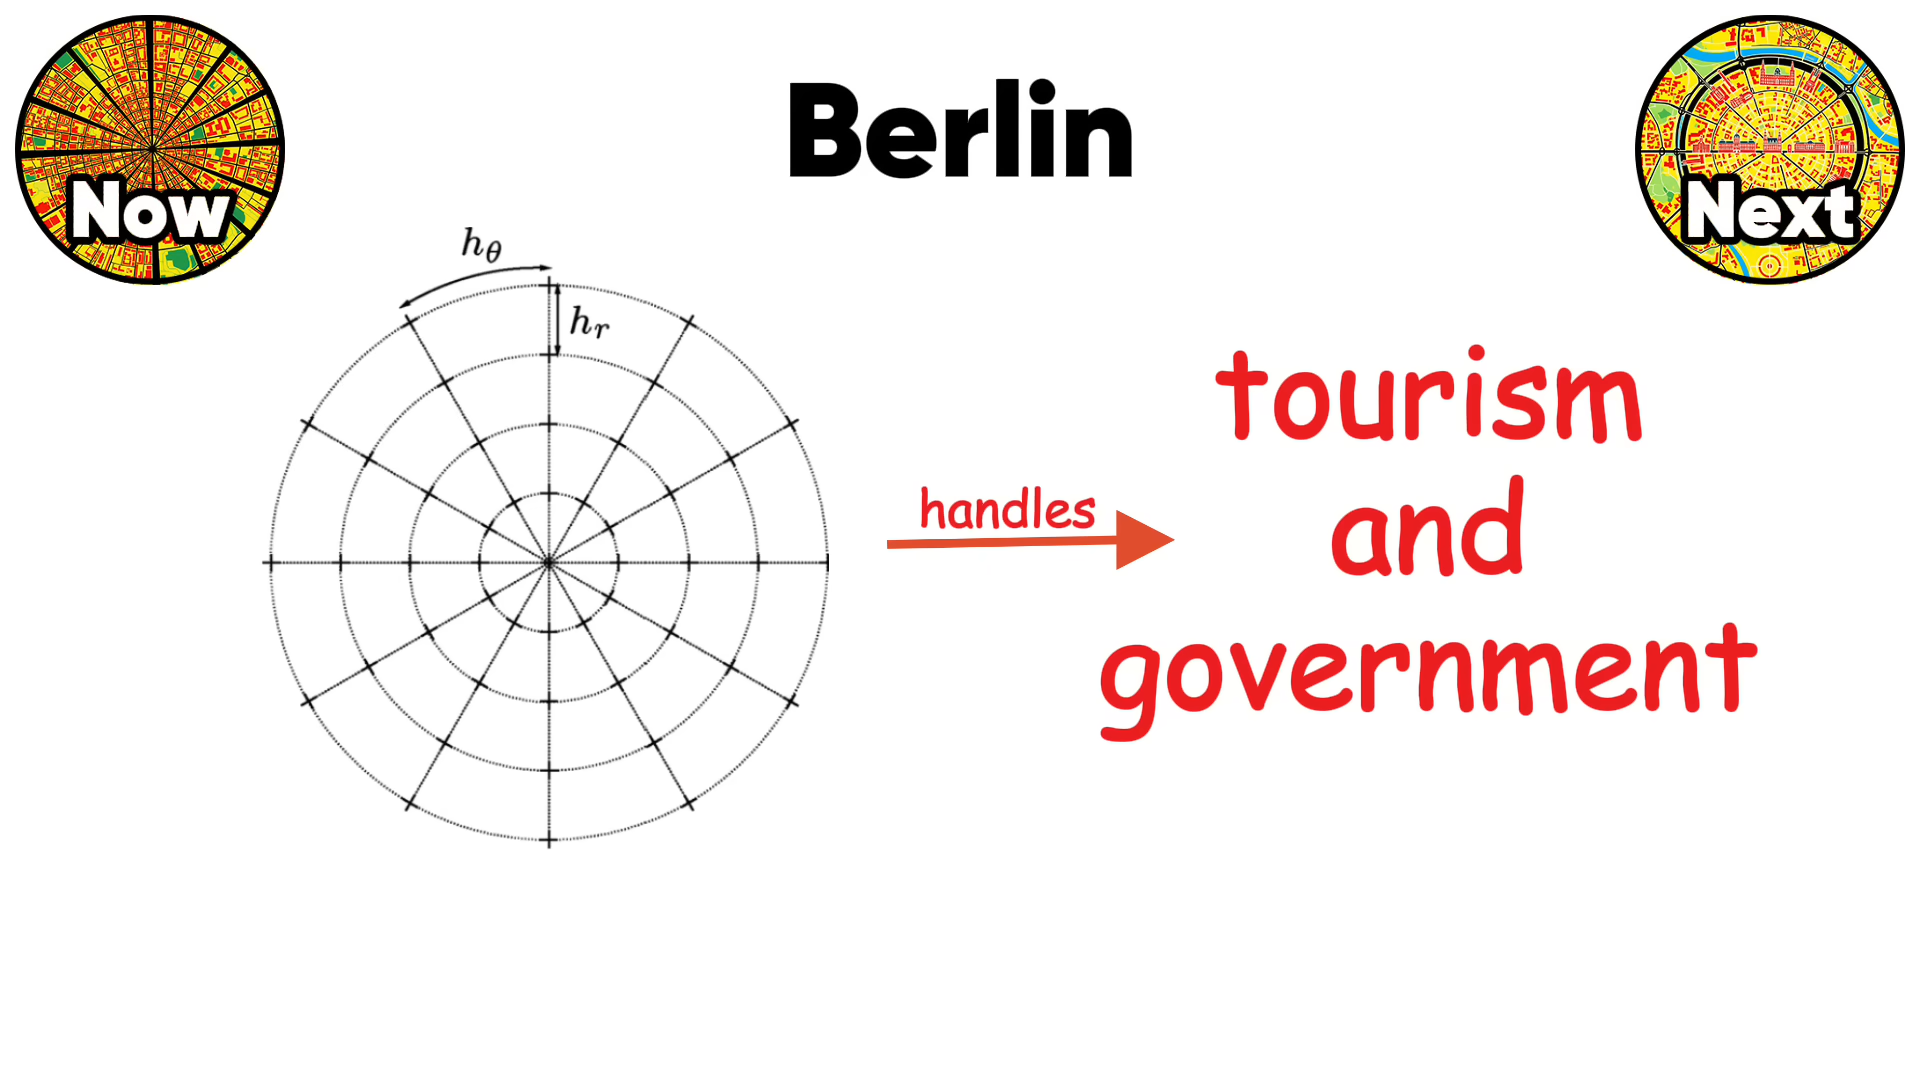 Berlin
Now
Next
hθ
hr
handles
tourism
and
government